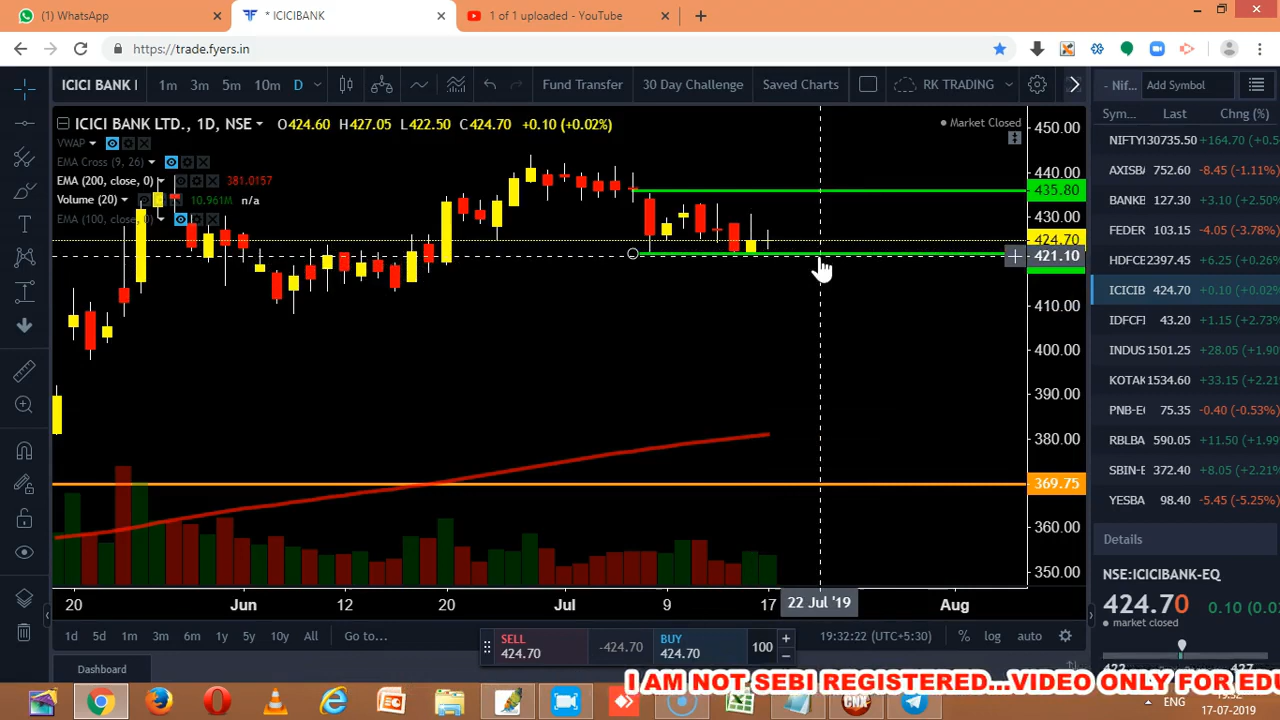 (1) WhatsApp
* ICICIBANK
1 of 1 uploaded - YouTube
https://trade.fyers.in
ICICI BANK
1m 3m 5m 10m D
Fund Transfer
30 Day Challenge
Saved Charts
RK TRADING
Nif...
Add Symbol
ICICI BANK LTD., 1D, NSE O424.60 H427.05 L422.50 C424.70 +0.10 (+0.02%)
Market Closed
VWAP
EMA Cross (9, 26)
EMA (200, close, 0) 381.0157
Volume (20) 10.961M n/a
EMA (100, close, 0)
450.00
440.00
435.80
430.00
424.70
421.10
410.00
400.00
390.00
380.00
369.75
360.00
350.00
20 Jun 12 20 Jul 9 17 22 Jul '19 Aug
Sym... Last Chng (%)
NIFTY 30735.50 +164.70 (+0.5
AXISB 752.60 -8.45 (-1.11%)
BANKB 127.30 +3.10 (+2.50%
FEDER 103.15 -4.05 (-3.78%
HDFCE 2397.45 +6.25 (+0.26%
ICICIB 424.70 +0.10 (+0.02%
IDFCF 43.20 +1.15 (+2.73%
INDUS 1501.25 +28.05 (+1.90
KOTAK 1534.60 +33.15 (+2.21
PNB-E 75.35 -0.40 (-0.53%)
RBLBA 590.05 +11.50 (+1.99
SBIN-E 372.40 +8.05 (+2.21%
YESBA 98.40 -5.45 (-5.25%)
Details
NSE:ICICIBANK-EQ
424.70 0.10 (0.0
market closed
1d 5d 1m 3m 6m 1y 5y 10y All Go to...
SELL
424.70
-424.70
BUY
424.70
100
19:32:22 (UTC+5:30) % log auto
Dashboard
I AM NOT SEBI REGISTERED...VIDEO ONLY FOR EDU
CNX
ENG
17-07-2019